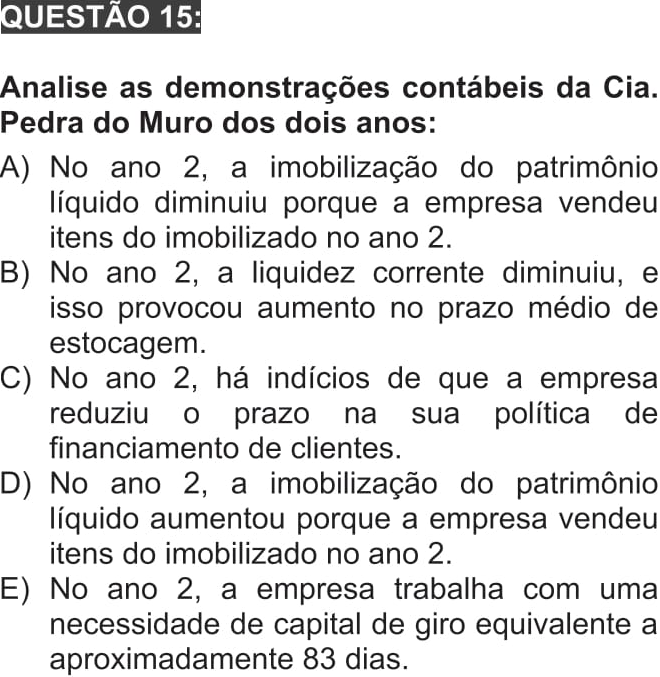 QUESTÃO 15:
Analise as demonstrações contábeis da Cia.
Pedra do Muro dos dois anos:
A) No ano 2, a imobilização do patrimônio
líquido diminuiu porque a empresa vendeu
itens do imobilizado no ano 2.
B) No ano 2, a liquidez corrente diminuiu, e
isso provocou aumento no prazo médio de
estocagem.
C) No ano 2, há indícios de que a empresa
reduziu o prazo na sua política de
financiamento de clientes.
D) No ano 2, a imobilização do patrimônio
líquido aumentou porque a empresa vendeu
itens do imobilizado no ano 2.
E) No ano 2, a empresa trabalha com uma
necessidade de capital de giro equivalente a
aproximadamente 83 dias.